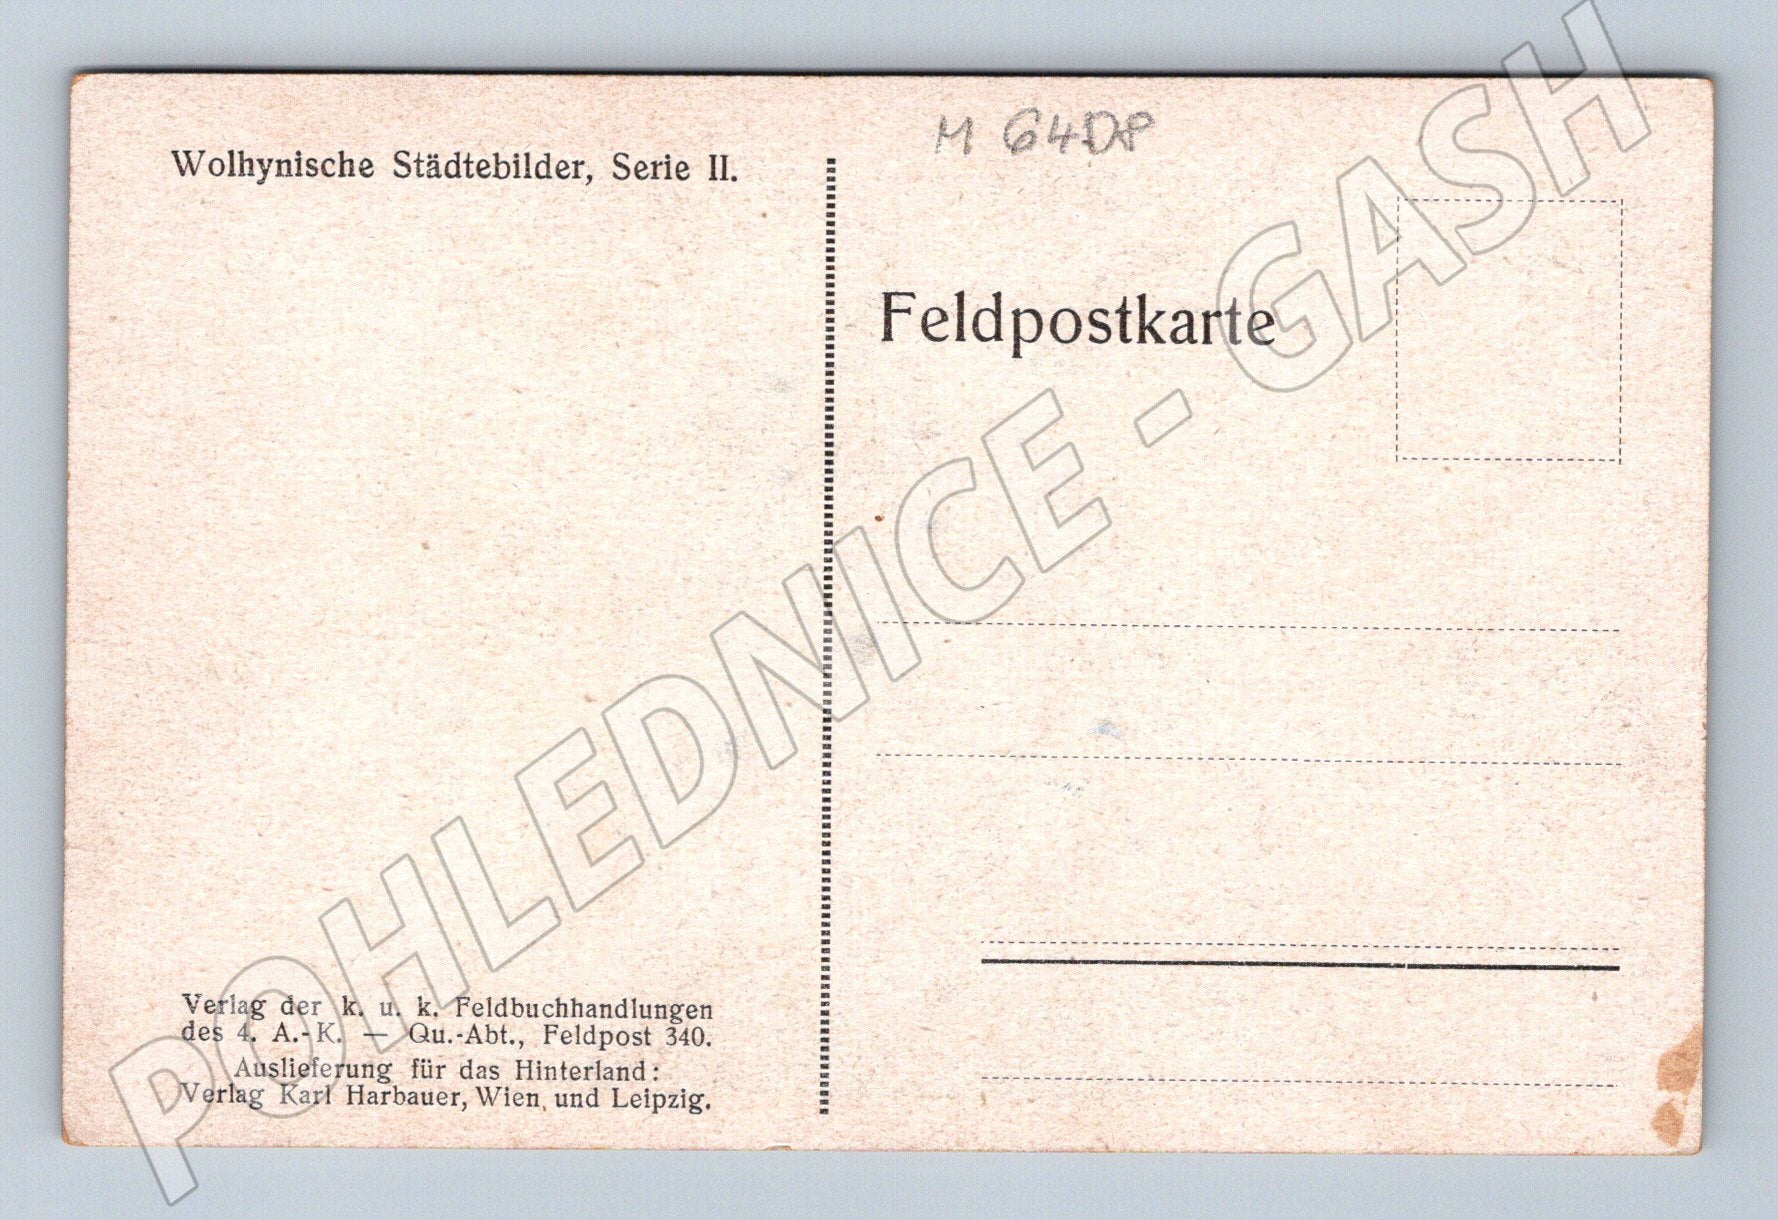 Wolhynische Städtebilder, Serie II.
M 64D8
Feldpostkarte
Verlag der k. u. k. Feldbuchhandlungen
des 4. A.-K. — Qu.-Abt., Feldpost 340.
Auslieferung für das Hinterland:
Verlag Karl Harbauer, Wien und Leipzig.
POHLEDNICE - GASH